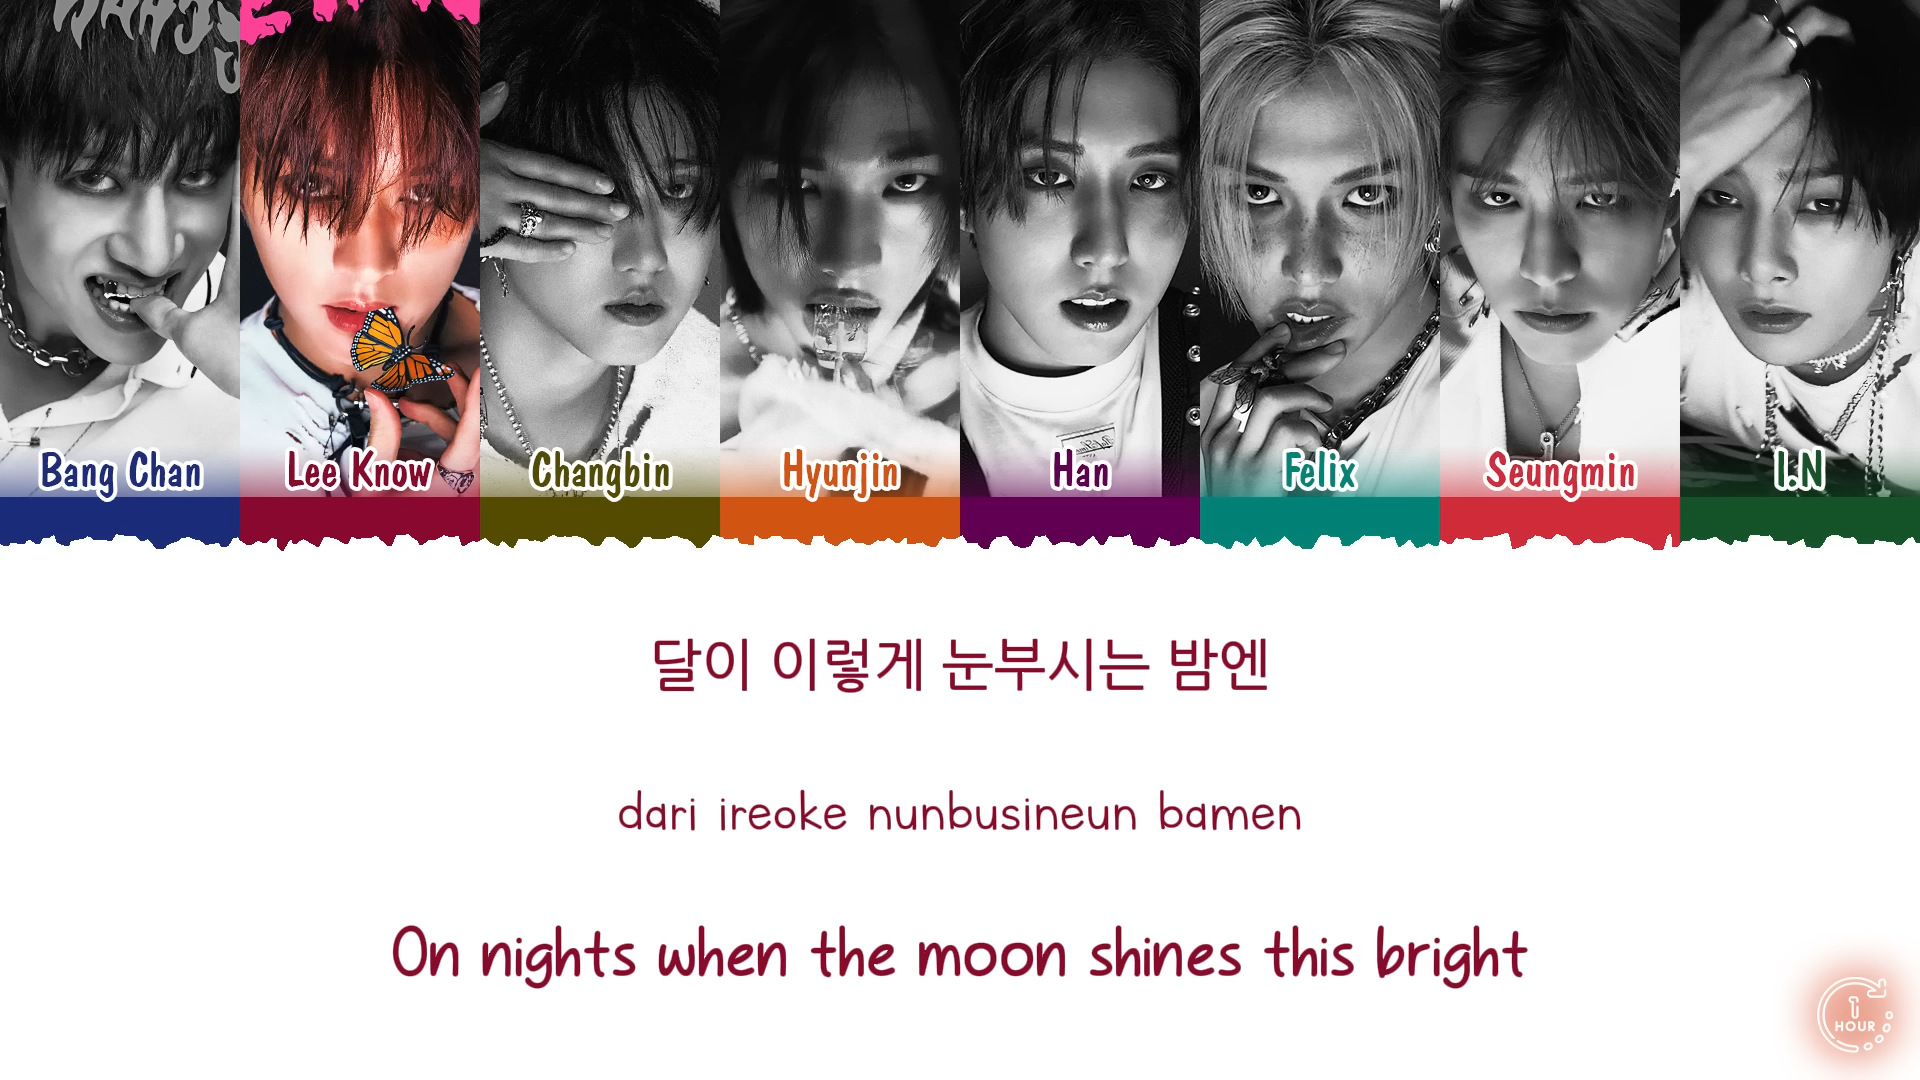 Bang Chan
Lee Know
Changbin
Hyunjin
Han
Felix
Seungmin
I.N
달이 이렇게 눈부시는 밤엔
dari ireoke nunbusineun bamen
On nights when the moon shines this bright
1
HOUR